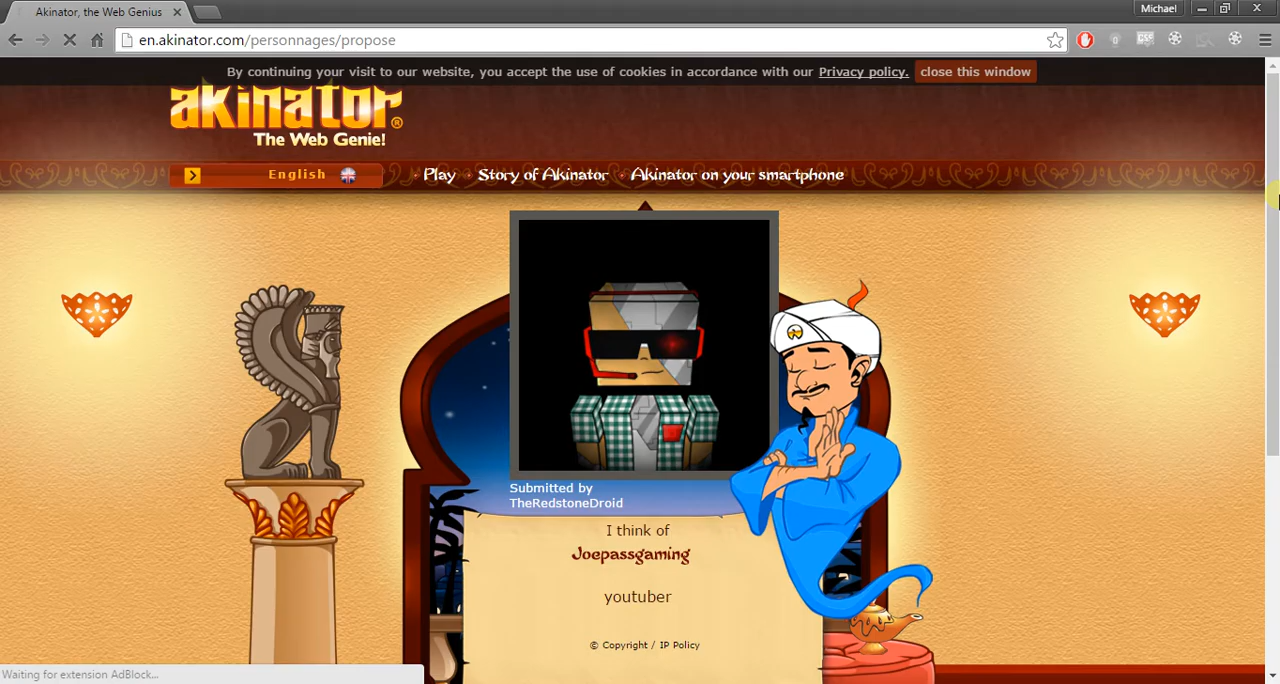 Akinator, the Web Genius
Michael
en.akinator.com/personnages/propose
By continuing your visit to our website, you accept the use of cookies in accordance with our Privacy policy. close this window
akinator®
The Web Genie!
English
Play
Story of Akinator
Akinator on your smartphone
Submitted by
TheRedstoneDroid
I think of
Joepassgaming
youtuber
© Copyright / IP Policy
Waiting for extension AdBlock...